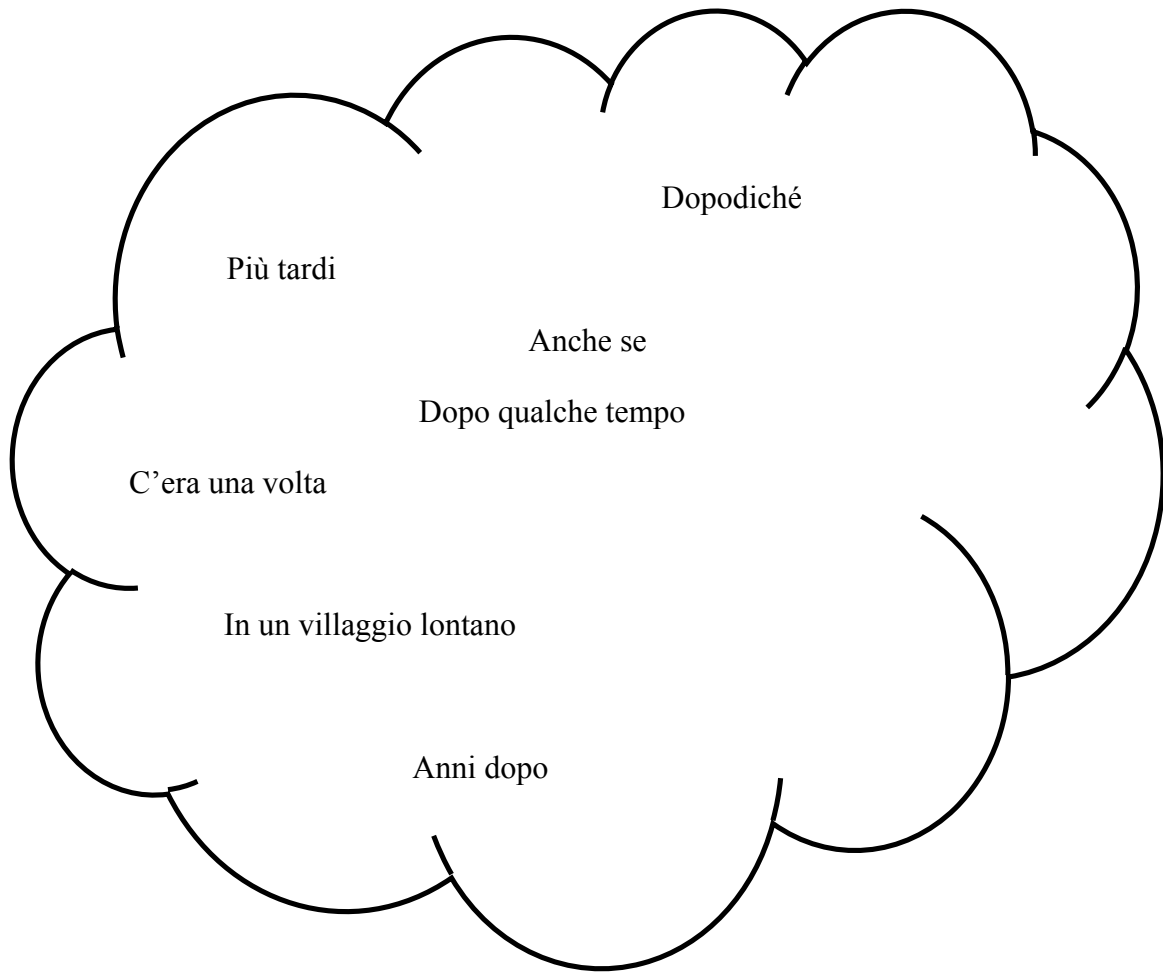 Dopodiché
Più tardi
Anche se
Dopo qualche tempo
C’era una volta
In un villaggio lontano
Anni dopo